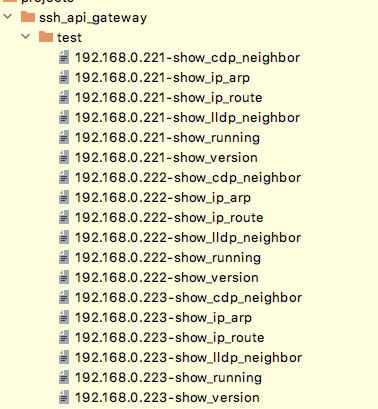 projects
ssh_api_gateway
test
192.168.0.221-show_cdp_neighbor
192.168.0.221-show_ip_arp
192.168.0.221-show_ip_route
192.168.0.221-show_lldp_neighbor
192.168.0.221-show_running
192.168.0.221-show_version
192.168.0.222-show_cdp_neighbor
192.168.0.222-show_ip_arp
192.168.0.222-show_ip_route
192.168.0.222-show_lldp_neighbor
192.168.0.222-show_running
192.168.0.222-show_version
192.168.0.223-show_cdp_neighbor
192.168.0.223-show_ip_arp
192.168.0.223-show_ip_route
192.168.0.223-show_lldp_neighbor
192.168.0.223-show_running
192.168.0.223-show_version